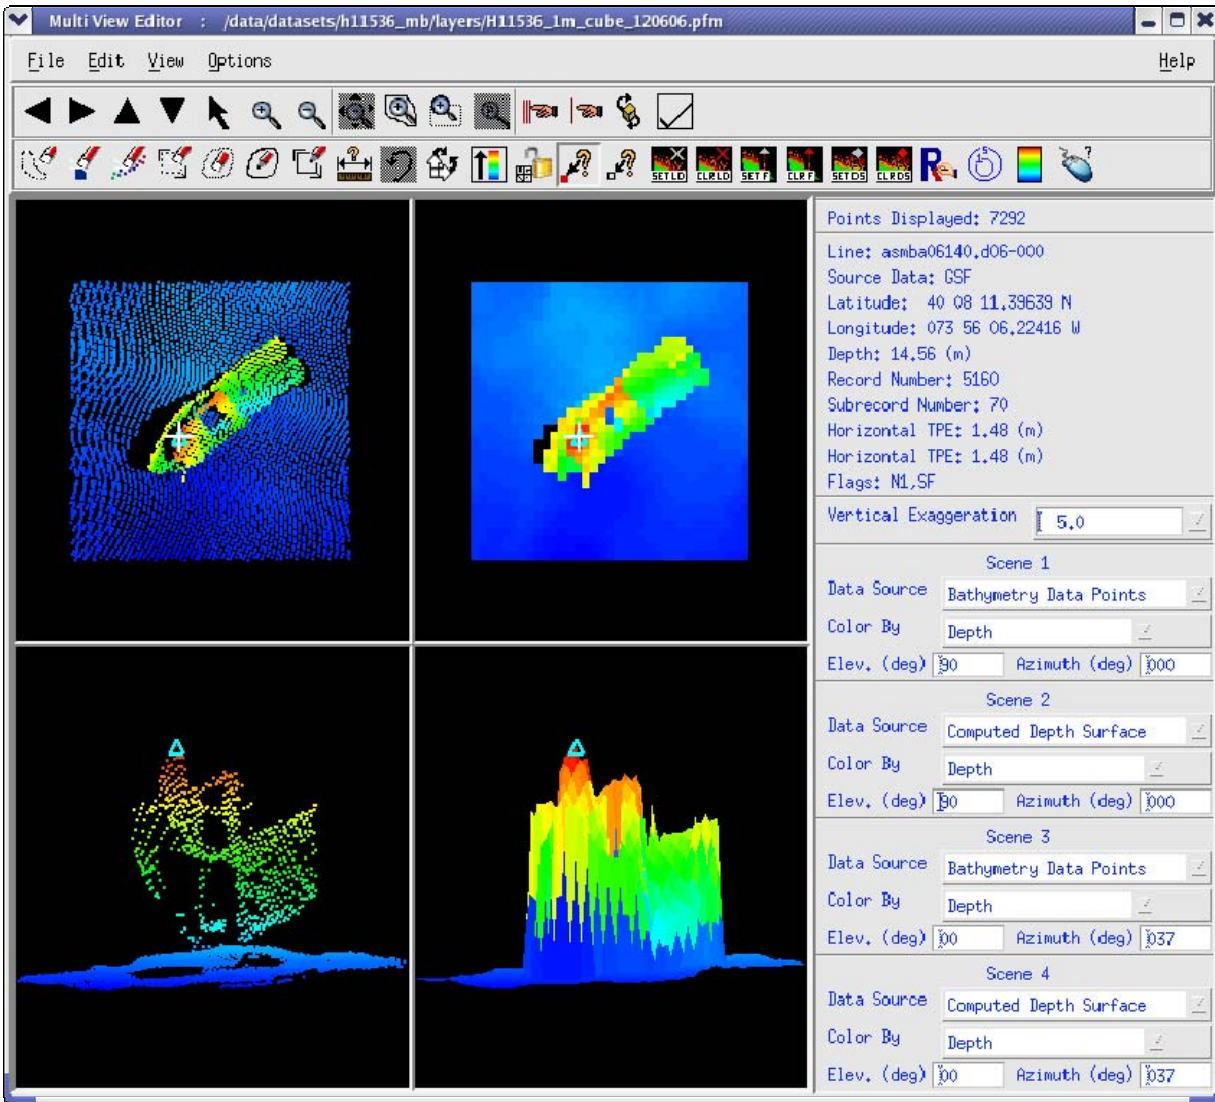 Multi View Editor : /data/datasets/h11536_mb/layers/H11536_1m_cube_120606.pfm
File Edit View Options Help
SET LD CLR LD SET F CLR F SET DS CLR DS R
Points Displayed: 7292
Line: asmba06140.d06-000
Source Data: GSF
Latitude: 40 08 11.39639 N
Longitude: 073 56 06.22416 W
Depth: 14.56 (m)
Record Number: 5160
Subrecord Number: 70
Horizontal TPE: 1.48 (m)
Horizontal TPE: 1.48 (m)
Flags: N1,SF
Vertical Exaggeration 5.0
Scene 1
Data Source Bathymetry Data Points
Color By Depth
Elev. (deg) 90 Azimuth (deg) 000
Scene 2
Data Source Computed Depth Surface
Color By Depth
Elev. (deg) 90 Azimuth (deg) 000
Scene 3
Data Source Bathymetry Data Points
Color By Depth
Elev. (deg) 00 Azimuth (deg) 037
Scene 4
Data Source Computed Depth Surface
Color By Depth
Elev. (deg) 00 Azimuth (deg) 037